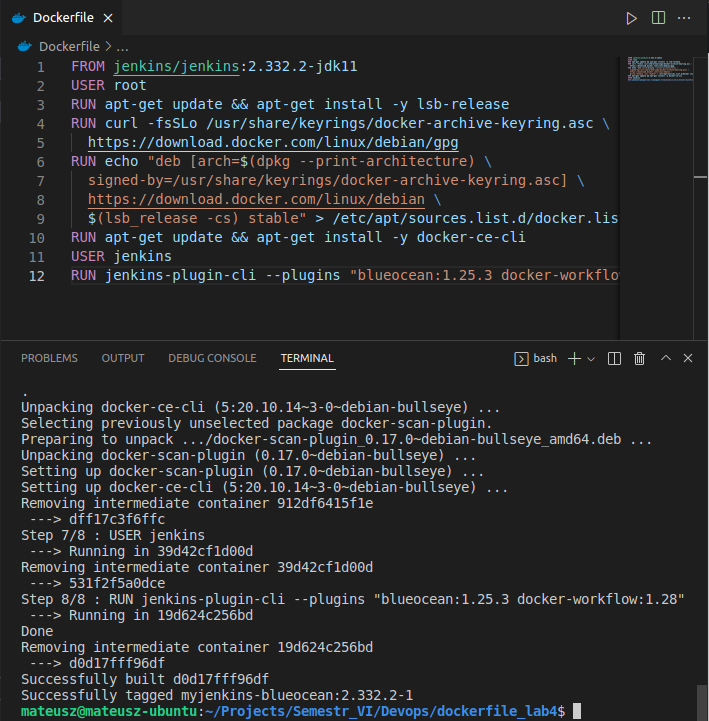 Dockerfile
Dockerfile > ...
1 FROM jenkins/jenkins:2.332.2-jdk11
2 USER root
3 RUN apt-get update && apt-get install -y lsb-release
4 RUN curl -fsSLo /usr/share/keyrings/docker-archive-keyring.asc \
5 https://download.docker.com/linux/debian/gpg
6 RUN echo "deb [arch=$(dpkg --print-architecture) \
7 signed-by=/usr/share/keyrings/docker-archive-keyring.asc] \
8 https://download.docker.com/linux/debian \
9 $(lsb_release -cs) stable" > /etc/apt/sources.list.d/docker.lis
10 RUN apt-get update && apt-get install -y docker-ce-cli
11 USER jenkins
12 RUN jenkins-plugin-cli --plugins "blueocean:1.25.3 docker-workflow
PROBLEMS OUTPUT DEBUG CONSOLE TERMINAL bash
.
Unpacking docker-ce-cli (5:20.10.14~3-0~debian-bullseye) ...
Selecting previously unselected package docker-scan-plugin.
Preparing to unpack .../docker-scan-plugin_0.17.0~debian-bullseye_amd64.deb ...
Unpacking docker-scan-plugin (0.17.0~debian-bullseye) ...
Setting up docker-scan-plugin (0.17.0~debian-bullseye) ...
Setting up docker-ce-cli (5:20.10.14~3-0~debian-bullseye) ...
Removing intermediate container 912df6415f1e
---> dff17c3f6ffc
Step 7/8 : USER jenkins
---> Running in 39d42cf1d00d
Removing intermediate container 39d42cf1d00d
---> 531f2f5a0dce
Step 8/8 : RUN jenkins-plugin-cli --plugins "blueocean:1.25.3 docker-workflow:1.28"
---> Running in 19d624c256bd
Done
Removing intermediate container 19d624c256bd
---> d0d17fff96df
Successfully built d0d17fff96df
Successfully tagged myjenkins-blueocean:2.332.2-1
mateusz@mateusz-ubuntu:~/Projects/Semestr_VI/Devops/dockerfile_lab4$